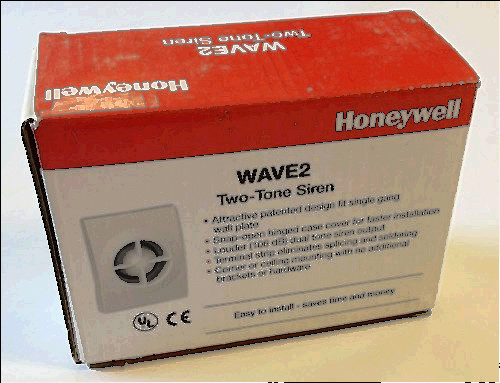 WAVE2
Two-Tone Siren
Honeywell
Honeywell
WAVE2
Two-Tone Siren
• Attractive patented design fit single gang
wall plate
• Snap-open hinged case cover for faster installation
• Louder (106 dB) dual tone siren output
• Terminal strip eliminates splicing and soldering
• Corner or ceiling mounting with no additional
brackets or hardware
Easy to install - saves time and money
UL CE